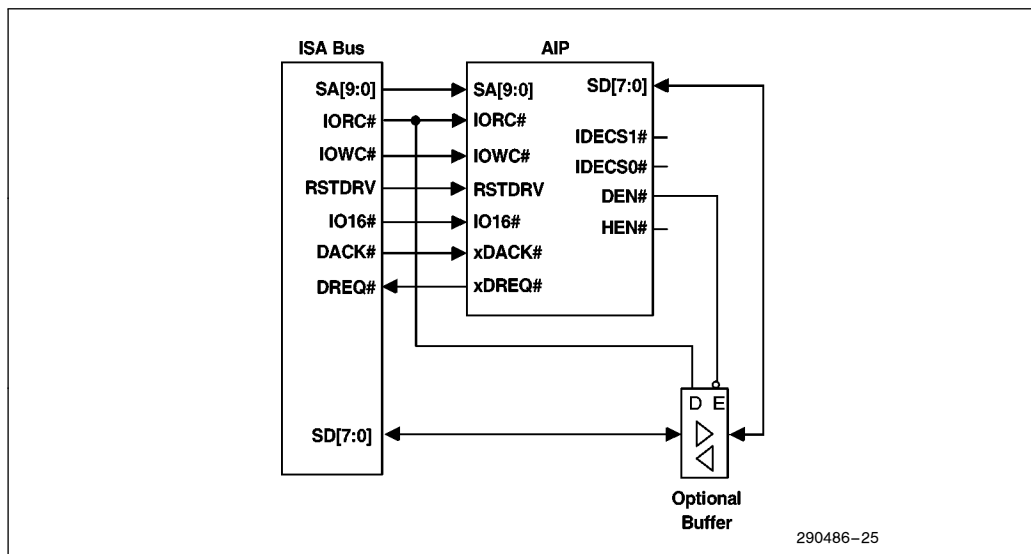 ISA Bus
AIP
SA[9:0]
IORC#
IOWC#
RSTDRV
IO16#
DACK#
DREQ#
SD[7:0]
SA[9:0]
IORC#
IOWC#
RSTDRV
IO16#
xDACK#
xDREQ#
SD[7:0]
IDECS1#
IDECS0#
DEN#
HEN#
D E
Optional
Buffer
290486–25